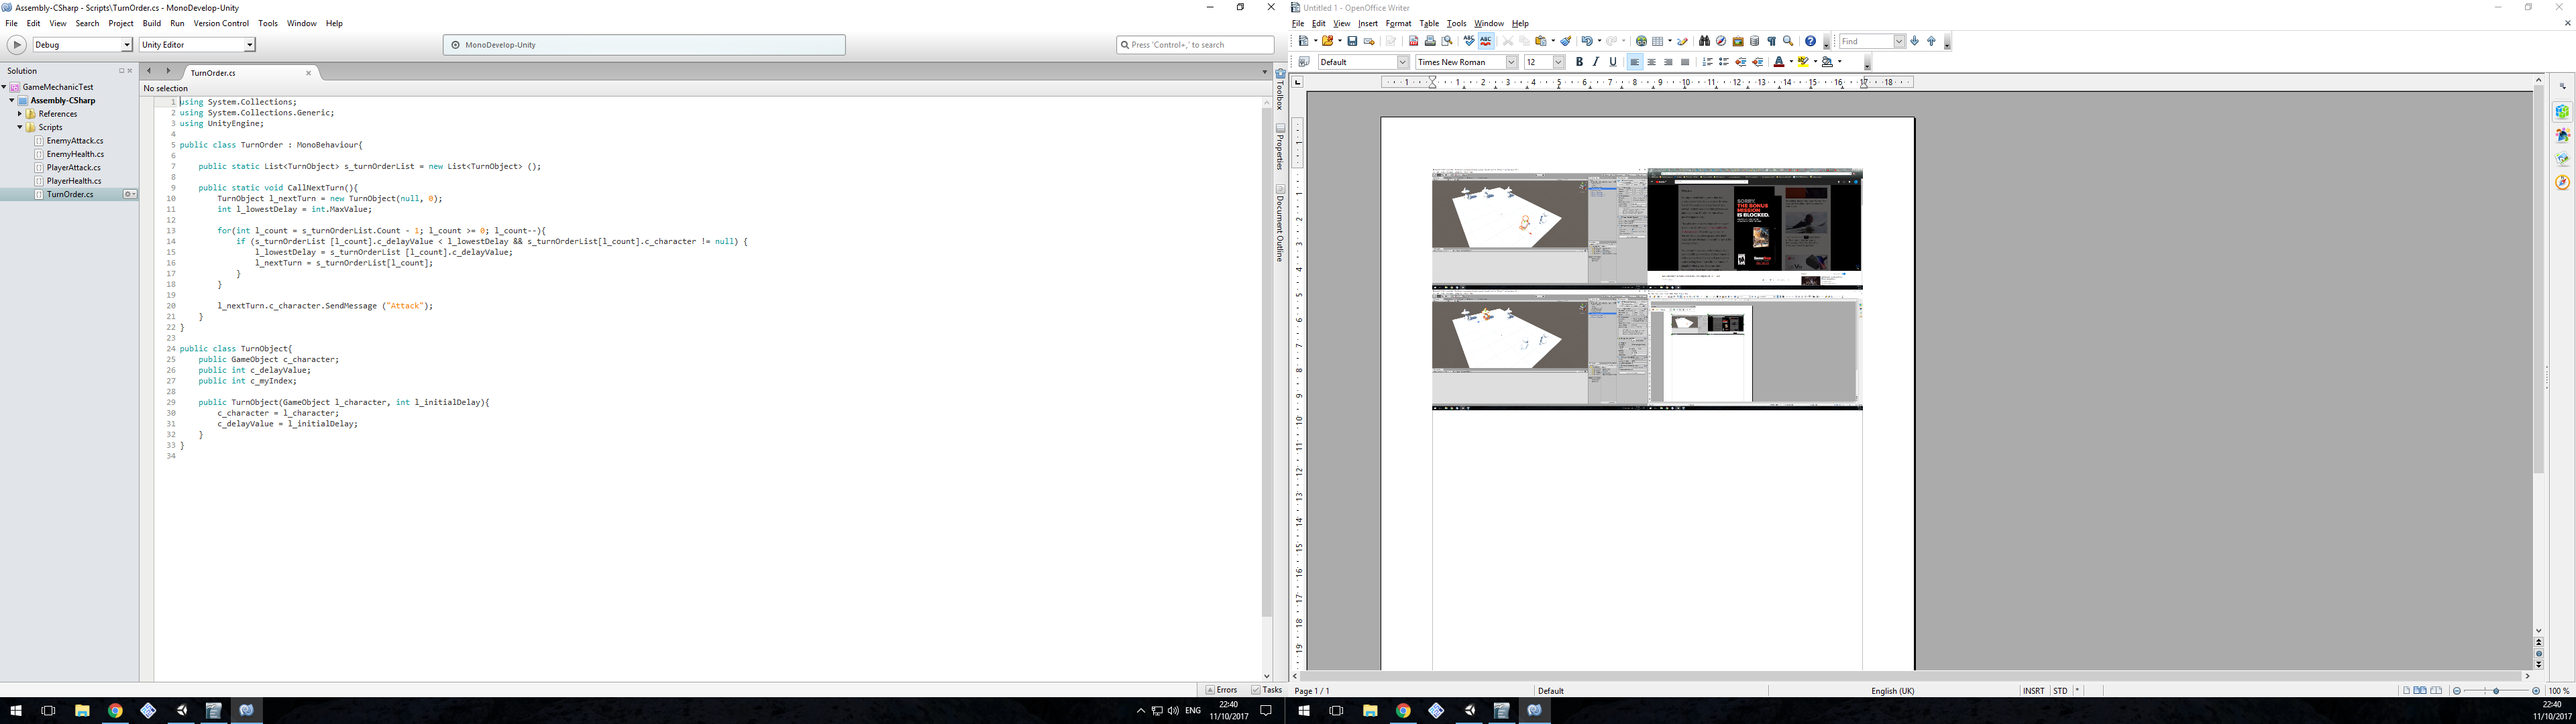 Assembly-CSharp - Scripts\TurnOrder.cs - MonoDevelop-Unity
File Edit View Search Project Build Run Version Control Tools Window Help
Debug
Unity Editor
MonoDevelop-Unity
Press 'Control+,' to search
Solution
GameMechanicTest
Assembly-CSharp
References
Scripts
EnemyAttack.cs
EnemyHealth.cs
PlayerAttack.cs
PlayerHealth.cs
TurnOrder.cs
TurnOrder.cs
No selection
1 using System.Collections;
2 using System.Collections.Generic;
3 using UnityEngine;
4
5 public class TurnOrder : MonoBehaviour{
6
7 public static List<TurnObject> s_turnOrderList = new List<TurnObject> ();
8
9 public static void CallNextTurn(){
10 TurnObject l_nextTurn = new TurnObject(null, 0);
11 int l_lowestDelay = int.MaxValue;
12
13 for(int l_count = s_turnOrderList.Count - 1; l_count >= 0; l_count--){
14 if (s_turnOrderList [l_count].c_delayValue < l_lowestDelay && s_turnOrderList[l_count].c_character != null) {
15 l_lowestDelay = s_turnOrderList [l_count].c_delayValue;
16 l_nextTurn = s_turnOrderList[l_count];
17 }
18 }
19
20 l_nextTurn.c_character.SendMessage ("Attack");
21 }
22 }
23
24 public class TurnObject{
25 public GameObject c_character;
26 public int c_delayValue;
27 public int c_myIndex;
28
29 public TurnObject(GameObject l_character, int l_initialDelay){
30 c_character = l_character;
31 c_delayValue = l_initialDelay;
32 }
33 }
34
Toolbox
Properties
Document Outline
Errors Tasks
ENG
22:40
11/10/2017
Untitled 1 - OpenOffice Writer
File Edit View Insert Format Table Tools Window Help
Find
Default
Times New Roman
12
B I U
SORRY,
THE BONUS
MISSION
IS BLOCKED.
Page 1 / 1
Default
English (UK)
INSRT STD *
100 %
22:40
11/10/2017